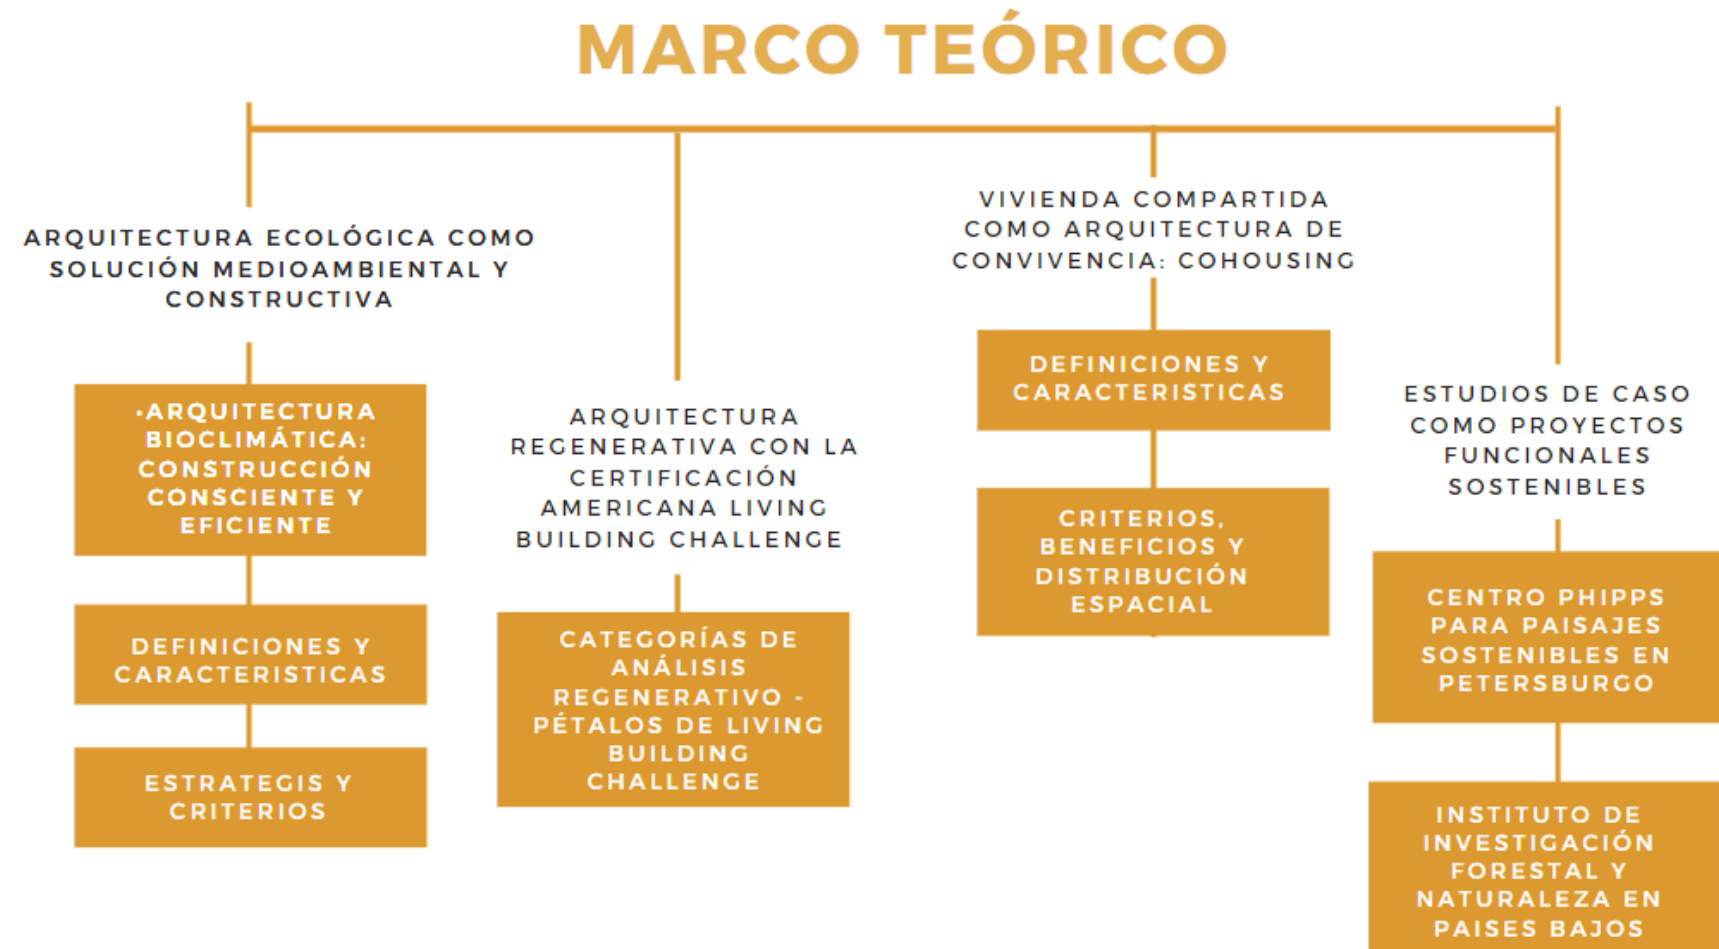 MARCO TEÓRICO
ARQUITECTURA ECOLÓGICA COMO
SOLUCIÓN MEDIOAMBIENTAL Y
CONSTRUCTIVA
•ARQUITECTURA
BIOCLIMÁTICA:
CONSTRUCCIÓN
CONSCIENTE Y
EFICIENTE
DEFINICIONES Y
CARACTERISTICAS
ESTRATEGIS Y
CRITERIOS
ARQUITECTURA
REGENERATIVA CON LA
CERTIFICACIÓN
AMERICANA LIVING
BUILDING CHALLENGE
CATEGORÍAS DE
ANÁLISIS
REGENERATIVO -
PÉTALOS DE LIVING
BUILDING
CHALLENGE
VIVIENDA COMPARTIDA
COMO ARQUITECTURA DE
CONVIVENCIA: COHOUSING
DEFINICIONES Y
CARACTERISTICAS
CRITERIOS,
BENEFICIOS Y
DISTRIBUCIÓN
ESPACIAL
ESTUDIOS DE CASO
COMO PROYECTOS
FUNCIONALES
SOSTENIBLES
CENTRO PHIPPS
PARA PAISAJES
SOSTENIBLES EN
PETERSBURGO
INSTITUTO DE
INVESTIGACIÓN
FORESTAL Y
NATURALEZA EN
PAISES BAJOS